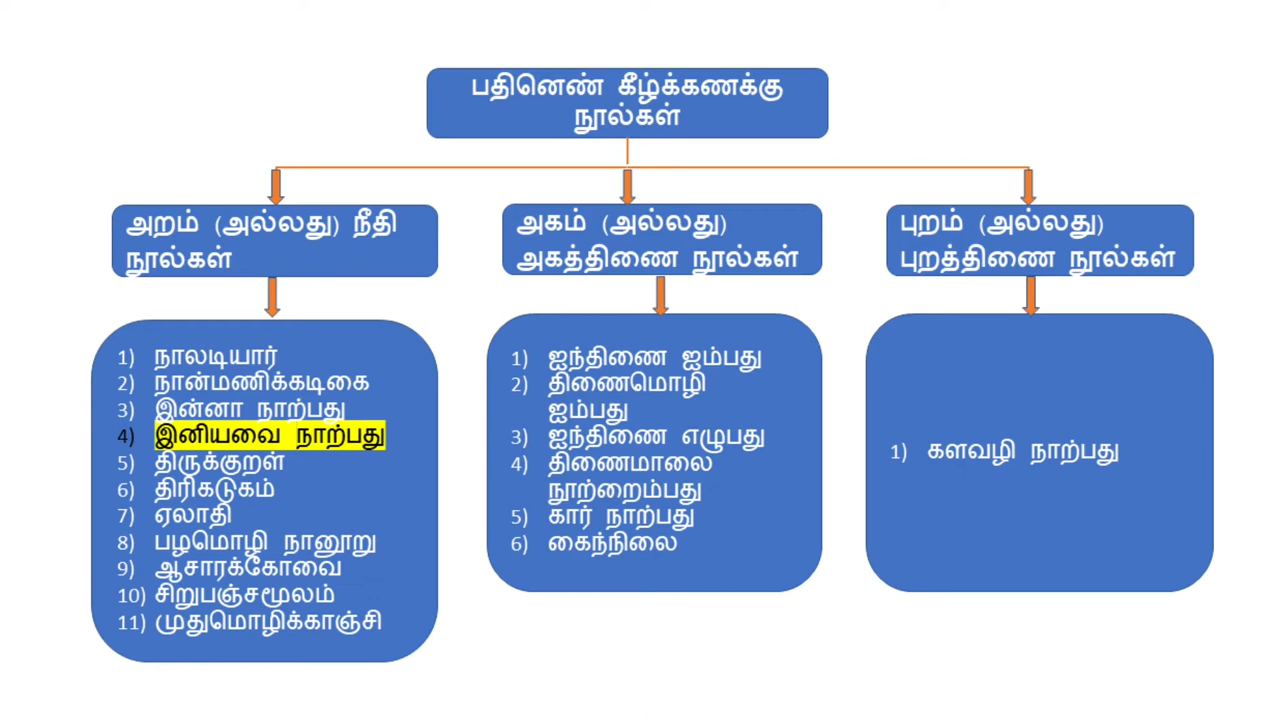 பதினெண் கீழ்க்கணக்கு
நூல்கள்
அறம் (அல்லது) நீதி
நூல்கள்
அகம் (அல்லது)
அகத்திணை நூல்கள்
புறம் (அல்லது)
புறத்திணை நூல்கள்
1) நாலடியார்
2) நான்மணிக்கடிகை
3) இன்னா நாற்பது
4) இனியவை நாற்பது
5) திருக்குறள்
6) திரிகடுகம்
7) ஏலாதி
8) பழமொழி நானூறு
9) ஆசாரக்கோவை
10) சிறுபஞ்சமூலம்
11) முதுமொழிக்காஞ்சி
1) ஐந்திணை ஐம்பது
2) திணைமொழி
ஐம்பது
3) ஐந்திணை எழுபது
4) திணைமாலை
நூற்றைம்பது
5) கார் நாற்பது
6) கைந்நிலை
1) களவழி நாற்பது